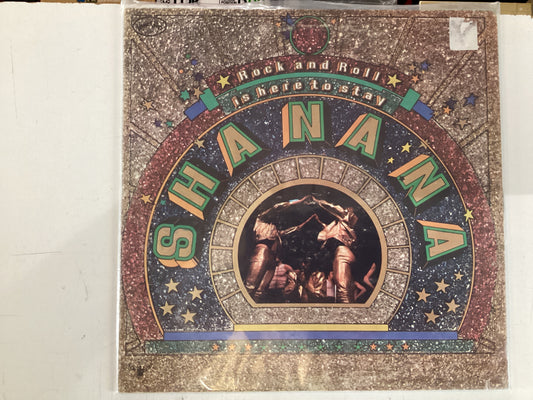 Rock and Roll
is here to stay
SHA NA NA